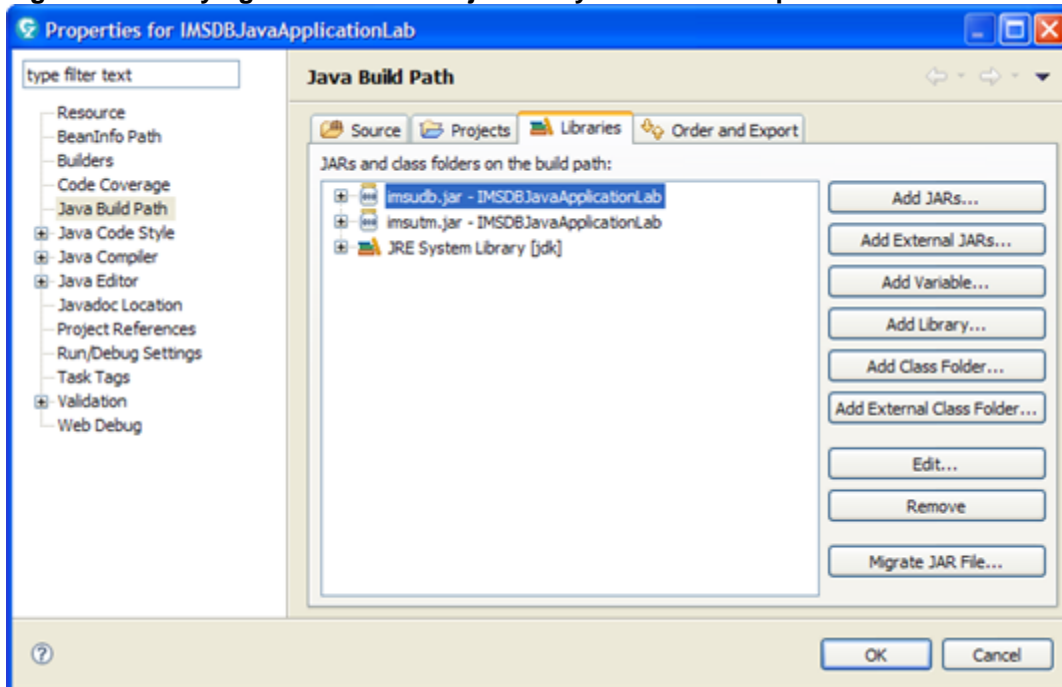 Properties for IMSDBJavaApplicationLab
type filter text
Resource
BeanInfo Path
Builders
Code Coverage
Java Build Path
Java Code Style
Java Compiler
Java Editor
Javadoc Location
Project References
Run/Debug Settings
Task Tags
Validation
Web Debug
Java Build Path
Source Projects Libraries Order and Export
JARs and class folders on the build path:
imsudb.jar - IMSDBJavaApplicationLab
imsutm.jar - IMSDBJavaApplicationLab
JRE System Library [jdk]
Add JARs...
Add External JARs...
Add Variable...
Add Library...
Add Class Folder...
Add External Class Folder...
Edit...
Remove
Migrate JAR File...
OK Cancel